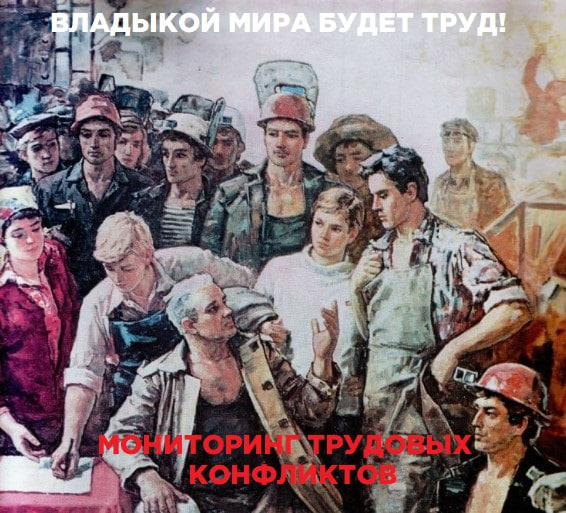 ВЛАДЫКОЙ МИРА БУДЕТ ТРУД!
МОНИТОРИНГ ТРУДОВЫХ
КОНФЛИКТОВ